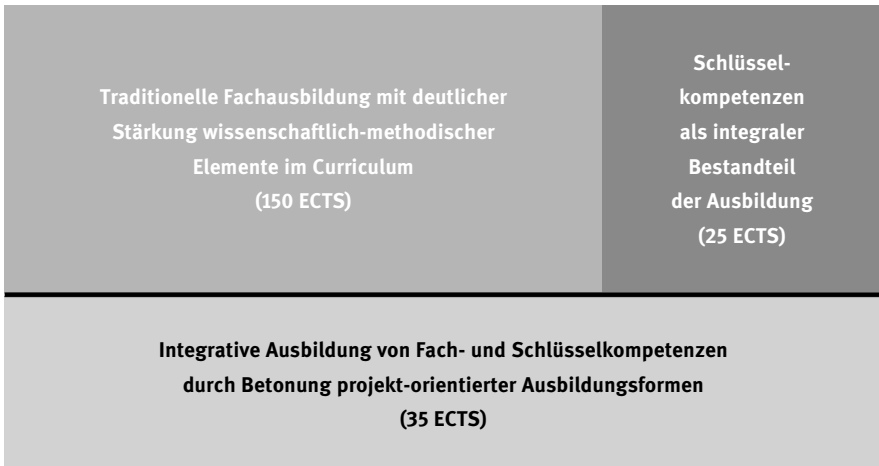 Traditionelle Fachausbildung mit deutlicher
Stärkung wissenschaftlich-methodischer
Elemente im Curriculum
(150 ECTS)
Schlüssel-
kompetenzen
als integraler
Bestandteil
der Ausbildung
(25 ECTS)
Integrative Ausbildung von Fach- und Schlüsselkompetenzen
durch Betonung projekt-orientierter Ausbildungsformen
(35 ECTS)